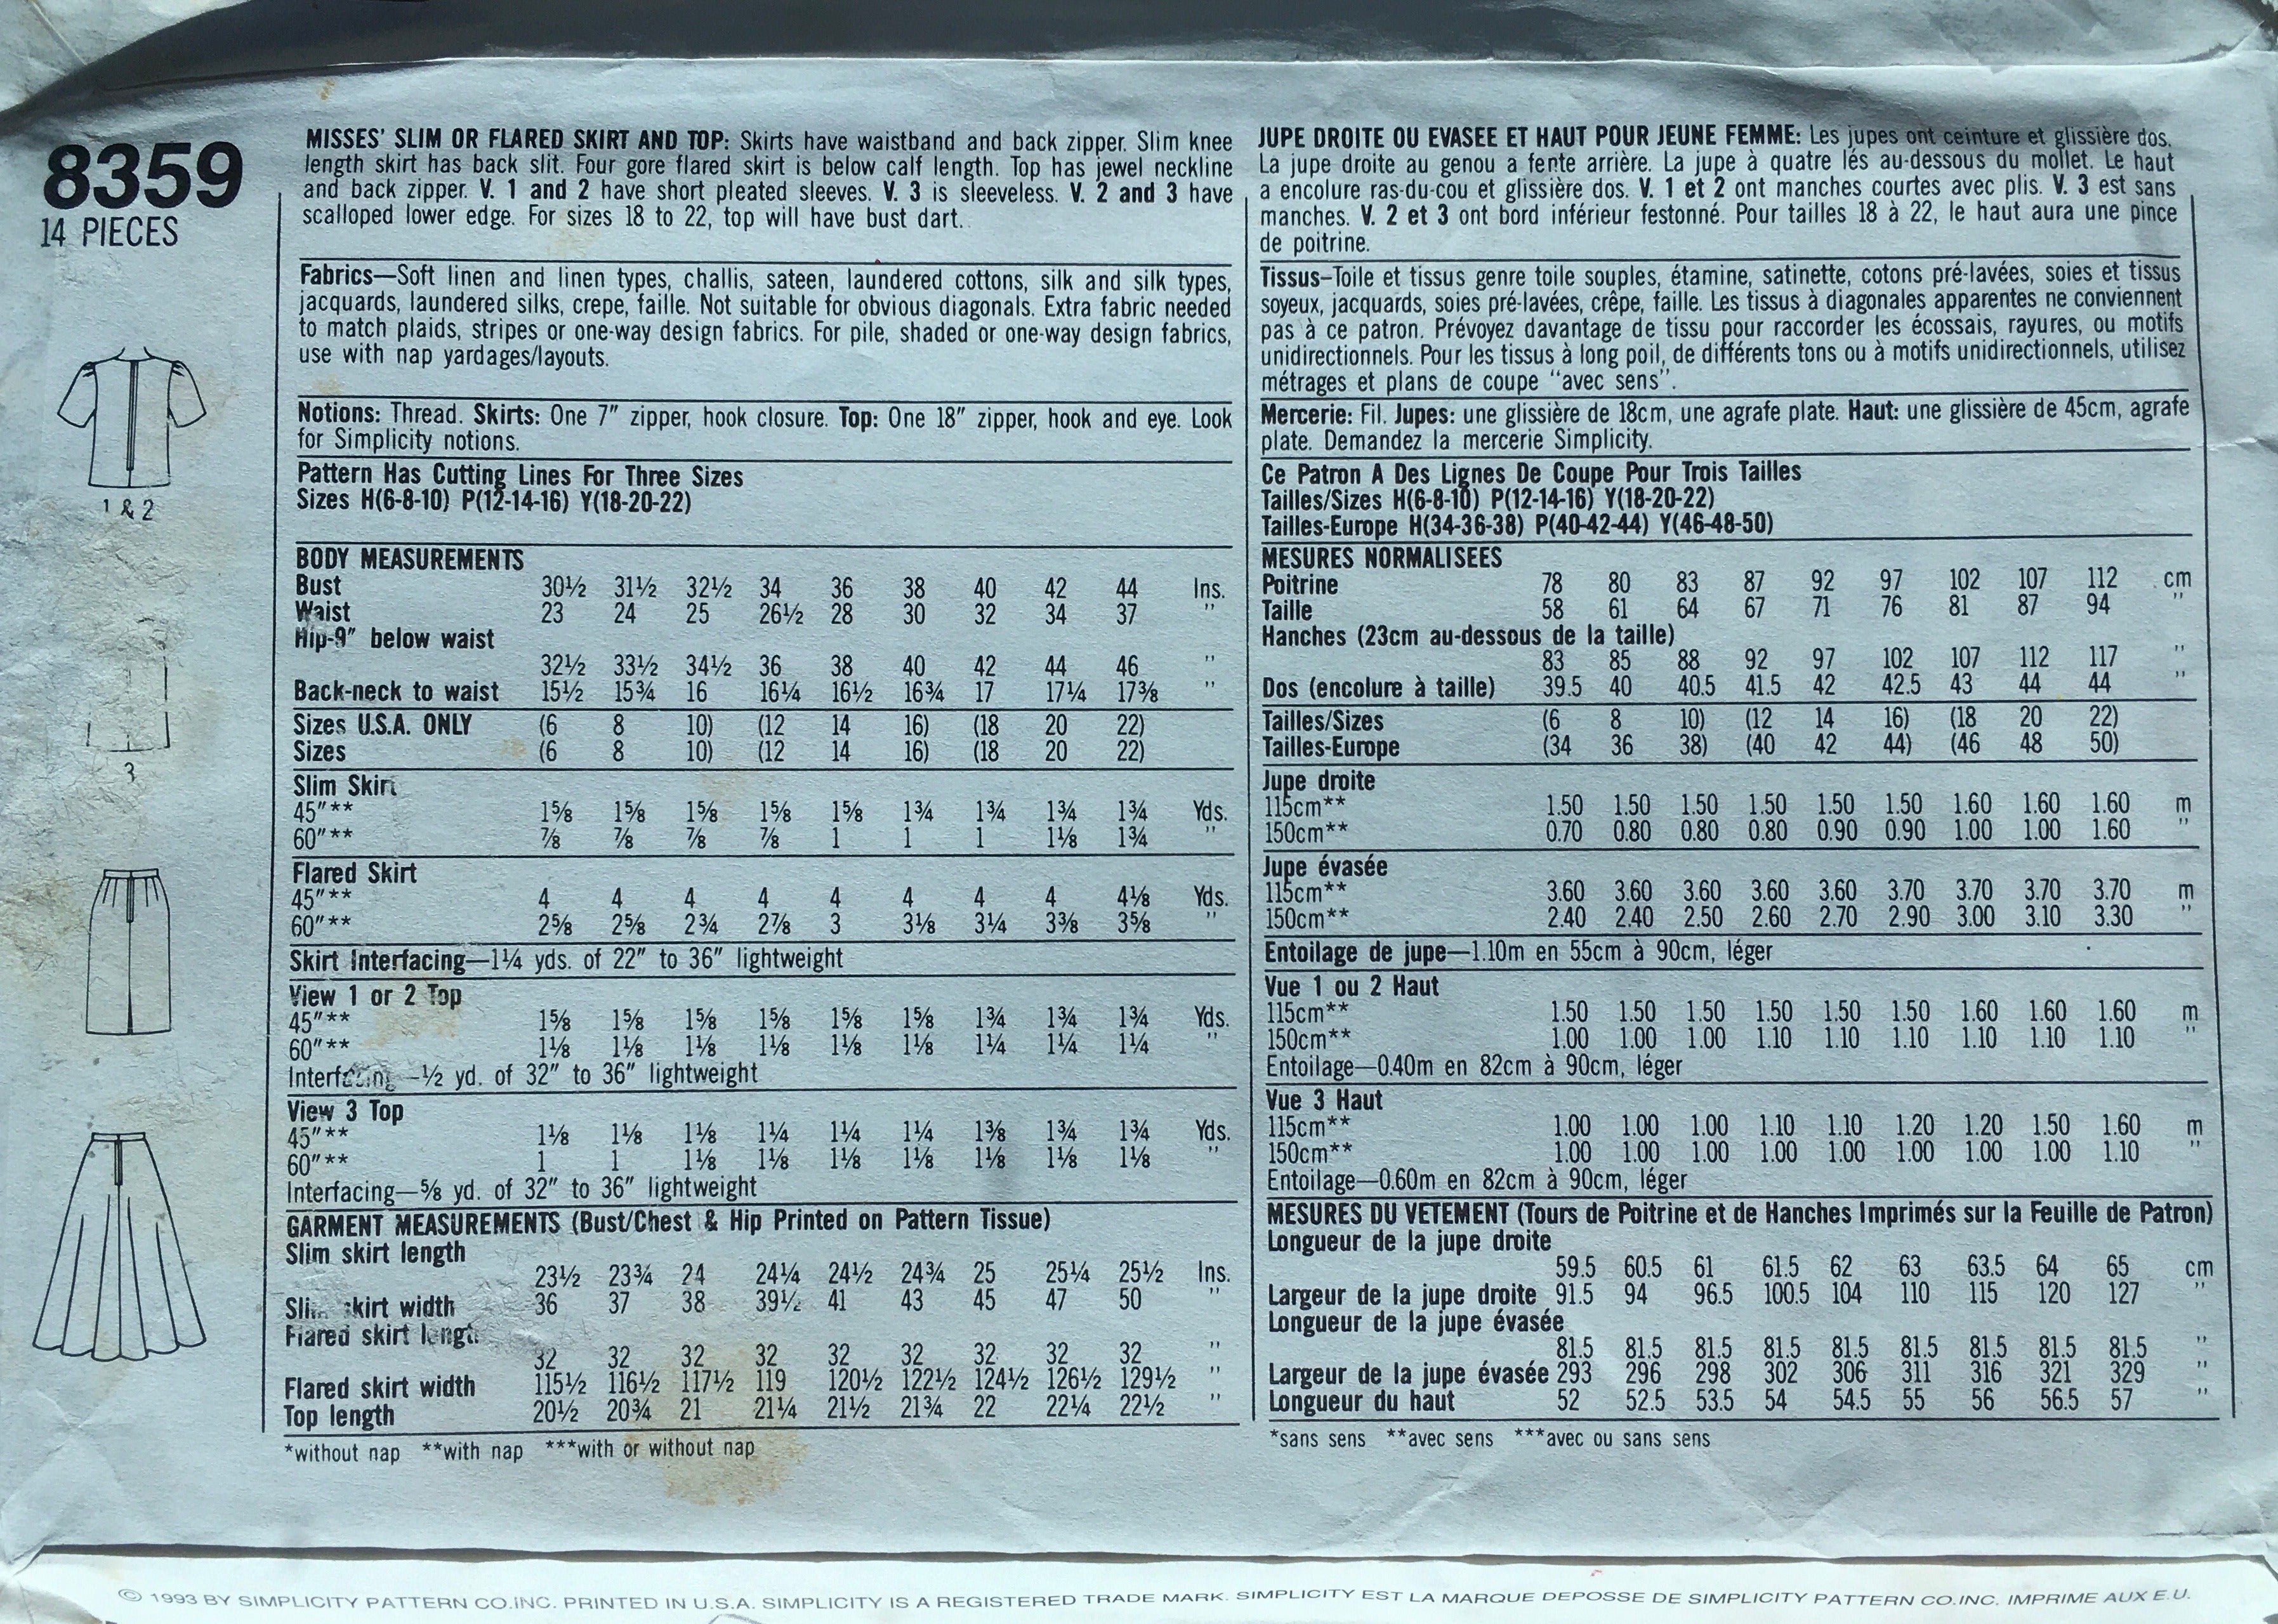 8359
14 PIECES
1 & 2
3
MISSES' SLIM OR FLARED SKIRT AND TOP: Skirts have waistband and back zipper. Slim knee
length skirt has back slit. Four gore flared skirt is below calf length. Top has jewel neckline
and back zipper. V. 1 and 2 have short pleated sleeves. V. 3 is sleeveless. V. 2 and 3 have
scalloped lower edge. For sizes 18 to 22, top will have bust dart.
Fabrics—Soft linen and linen types, challis, sateen, laundered cottons, silk and silk types,
jacquards, laundered silks, crepe, faille. Not suitable for obvious diagonals. Extra fabric needed
to match plaids, stripes or one-way design fabrics. For pile, shaded or one-way design fabrics,
use with nap yardages/layouts.
Notions: Thread. Skirts: One 7" zipper, hook closure. Top: One 18" zipper, hook and eye. Look
for Simplicity notions.
Pattern Has Cutting Lines For Three Sizes
Sizes H(6-8-10) P(12-14-16) Y(18-20-22)
BODY MEASUREMENTS
Bust 30½ 31½ 32½ 34 36 38 40 42 44 Ins.
Waist 23 24 25 26½ 28 30 32 34 37 "
Hip-9" below waist
32½ 33½ 34½ 36 38 40 42 44 46 "
Back-neck to waist 15½ 15¾ 16 16¼ 16½ 16¾ 17 17¼ 17⅜ "
Sizes U.S.A. ONLY (6 8 10) (12 14 16) (18 20 22)
Sizes (6 8 10) (12 14 16) (18 20 22)
Slim Skirt
45"** 1⅝ 1⅝ 1⅝ 1⅝ 1⅝ 1¾ 1¾ 1¾ 1¾ Yds.
60"** ⅞ ⅞ ⅞ ⅞ 1 1 1 1⅛ 1¾ "
Flared Skirt
45"** 4 4 4 4 4 4 4 4 4⅛ Yds.
60"** 2⅝ 2⅝ 2¾ 2⅞ 3 3⅛ 3¼ 3⅜ 3⅝ "
Skirt Interfacing—1¼ yds. of 22" to 36" lightweight
View 1 or 2 Top
45"** 1⅝ 1⅝ 1⅝ 1⅝ 1⅝ 1⅝ 1¾ 1¾ 1¾ Yds.
60"** 1⅛ 1⅛ 1⅛ 1⅛ 1⅛ 1⅛ 1¼ 1¼ 1¼ "
Interfacing—½ yd. of 32" to 36" lightweight
View 3 Top
45"** 1⅛ 1⅛ 1⅛ 1¼ 1¼ 1¼ 1⅜ 1¾ 1¾ Yds.
60"** 1 1 1⅛ 1⅛ 1⅛ 1⅛ 1⅛ 1⅛ 1⅛ "
Interfacing—⅝ yd. of 32" to 36" lightweight
GARMENT MEASUREMENTS (Bust/Chest & Hip Printed on Pattern Tissue)
Slim skirt length
23½ 23¾ 24 24¼ 24½ 24¾ 25 25¼ 25½ Ins.
Slim skirt width 36 37 38 39½ 41 43 45 47 50 "
Flared skirt length
32 32 32 32 32 32 32 32 32 "
Flared skirt width 115½ 116½ 117½ 119 120½ 122½ 124½ 126½ 129½ "
Top length 20½ 20¾ 21 21¼ 21½ 21¾ 22 22¼ 22½ "
*without nap **with nap ***with or without nap
JUPE DROITE OU EVASEE ET HAUT POUR JEUNE FEMME: Les jupes ont ceinture et glissière dos.
La jupe droite au genou a fente arrière. La jupe à quatre lés au-dessous du mollet. Le haut
a encolure ras-du-cou et glissière dos. V. 1 et 2 ont manches courtes avec plis. V. 3 est sans
manches. V. 2 et 3 ont bord inférieur festonné. Pour tailles 18 à 22, le haut aura une pince
de poitrine.
Tissus—Toile et tissus genre toile souples, étamine, satinette, cotons pré-lavées, soies et tissus
soyeux, jacquards, soies pré-lavées, crêpe, faille. Les tissus à diagonales apparentes ne conviennent
pas à ce patron. Prévoyez davantage de tissu pour raccorder les écossais, rayures, ou motifs
unidirectionnels. Pour les tissus à long poil, de différents tons ou à motifs unidirectionnels, utilisez
métrages et plans de coupe "avec sens".
Mercerie: Fil. Jupes: une glissière de 18cm, une agrafe plate. Haut: une glissière de 45cm, agrafe
plate. Demandez la mercerie Simplicity.
Ce Patron A Des Lignes De Coupe Pour Trois Tailles
Tailles/Sizes H(6-8-10) P(12-14-16) Y(18-20-22)
Tailles-Europe H(34-36-38) P(40-42-44) Y(46-48-50)
MESURES NORMALISEES
Poitrine 78 80 83 87 92 97 102 107 112 cm
Taille 58 61 64 67 71 76 81 87 94 "
Hanches (23cm au-dessous de la taille)
83 85 88 92 97 102 107 112 117 "
Dos (encolure à taille) 39.5 40 40.5 41.5 42 42.5 43 44 44 "
Tailles/Sizes (6 8 10) (12 14 16) (18 20 22)
Tailles-Europe (34 36 38) (40 42 44) (46 48 50)
Jupe droite
115cm** 1.50 1.50 1.50 1.50 1.50 1.50 1.60 1.60 1.60 m
150cm** 0.70 0.80 0.80 0.80 0.90 0.90 1.00 1.00 1.60 "
Jupe évasée
115cm** 3.60 3.60 3.60 3.60 3.60 3.70 3.70 3.70 3.70 m
150cm** 2.40 2.40 2.50 2.60 2.70 2.90 3.00 3.10 3.30 "
Entoilage de jupe—1.10m en 55cm à 90cm, léger
Vue 1 ou 2 Haut
115cm** 1.50 1.50 1.50 1.50 1.50 1.50 1.60 1.60 1.60 m
150cm** 1.00 1.00 1.00 1.10 1.10 1.10 1.10 1.10 1.10 "
Entoilage—0.40m en 82cm à 90cm, léger
Vue 3 Haut
115cm** 1.00 1.00 1.00 1.10 1.10 1.20 1.20 1.50 1.60 m
150cm** 1.00 1.00 1.00 1.00 1.00 1.00 1.00 1.00 1.10 "
Entoilage—0.60m en 82cm à 90cm, léger
MESURES DU VETEMENT (Tours de Poitrine et de Hanches Imprimés sur la Feuille de Patron)
Longueur de la jupe droite
59.5 60.5 61 61.5 62 63 63.5 64 65 cm
Largeur de la jupe droite 91.5 94 96.5 100.5 104 110 115 120 127 "
Longueur de la jupe évasée
81.5 81.5 81.5 81.5 81.5 81.5 81.5 81.5 81.5 "
Largeur de la jupe évasée 293 296 298 302 306 311 316 321 329 "
Longueur du haut 52 52.5 53.5 54 54.5 55 56 56.5 57 "
*sans sens **avec sens ***avec ou sans sens
© 1993 BY SIMPLICITY PATTERN CO.INC. PRINTED IN U.S.A. SIMPLICITY IS A REGISTERED TRADE MARK. SIMPLICITY EST LA MARQUE DEPOSSE DE SIMPLICITY PATTERN CO.INC. IMPRIME AUX E.U.